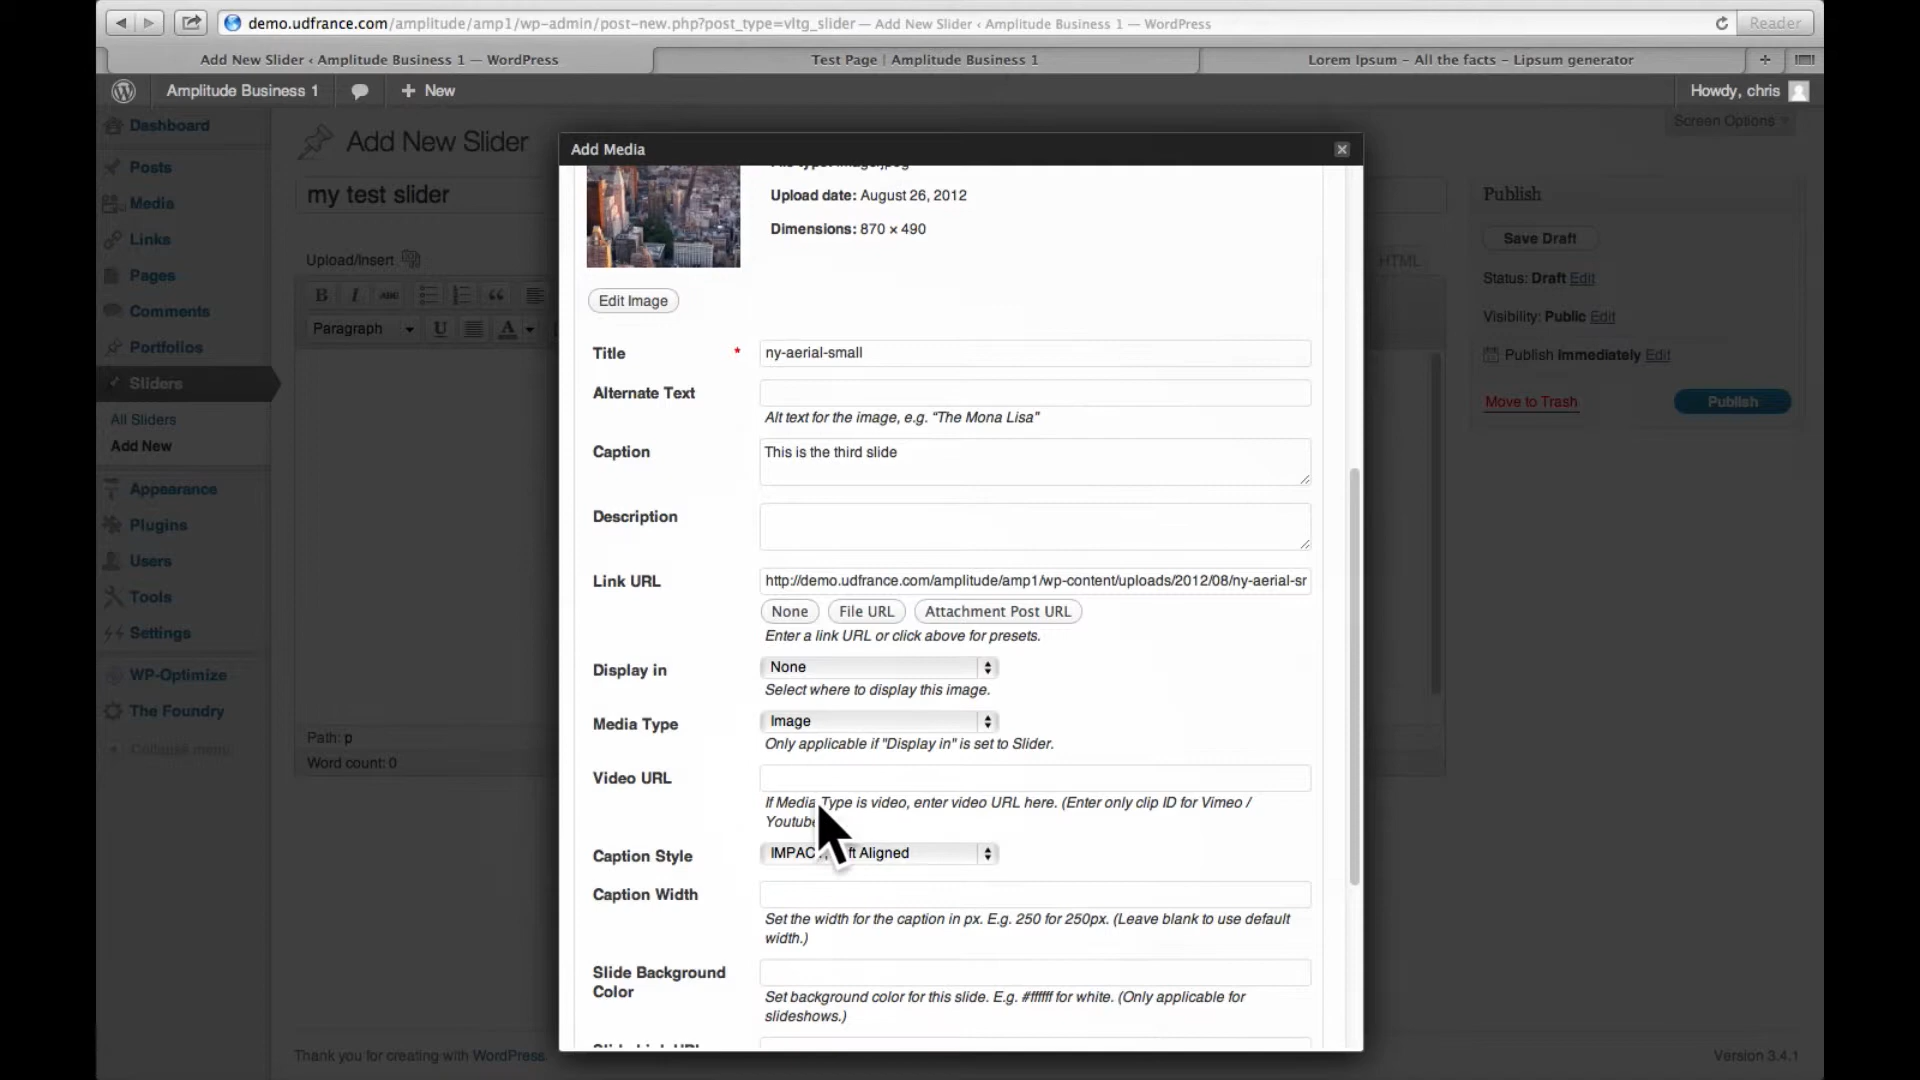 demo.udfrance.com/amplitude/amp1/wp-admin/post-new.php?post_type=vltg_slider — Add New Slider ‹ Amplitude Business 1 — WordPress
Reader
Add New Slider ‹ Amplitude Business 1 — WordPress
Test Page | Amplitude Business 1
Lorem Ipsum – All the facts – Lipsum generator
Amplitude Business 1
+ New
Howdy, chris
Dashboard
Posts
Media
Links
Pages
Comments
Portfolios
Sliders
All Sliders
Add New
Appearance
Plugins
Users
Tools
Settings
WP-Optimize
The Foundry
Collapse menu
Add New Slider
Screen Options
my test slider
Upload/Insert
HTML
B I ABC
Paragraph U A
Path: p
Word count: 0
Publish
Save Draft
Status: Draft Edit
Visibility: Public Edit
Publish Immediately Edit
Move to Trash
Publish
Add Media
Upload date: August 26, 2012
Dimensions: 870 × 490
Edit Image
Title * ny-aerial-small
Alternate Text
Alt text for the image, e.g. “The Mona Lisa”
Caption This is the third slide
Description
Link URL http://demo.udfrance.com/amplitude/amp1/wp-content/uploads/2012/08/ny-aerial-sr
None File URL Attachment Post URL
Enter a link URL or click above for presets.
Display in None
Select where to display this image.
Media Type Image
Only applicable if "Display in" is set to Slider.
Video URL
If Media Type is video, enter video URL here. (Enter only clip ID for Vimeo /
Caption Style Aligned
Caption Width
Set the width for the caption in px. E.g. 250 for 250px. (Leave blank to use default
width.)
Slide Background
Color
Set background color for this slide. E.g. #ffffff for white. (Only applicable for
slideshows.)
Thank you for creating with WordPress.
Version 3.4.1